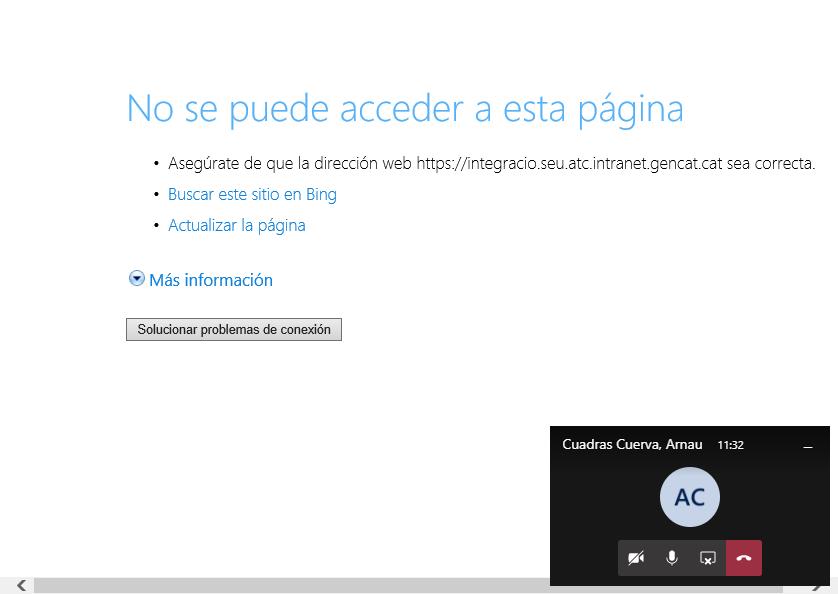 No se puede acceder a esta página
• Asegúrate de que la dirección web https://integracio.seu.atc.intranet.gencat.cat sea correcta.
• Buscar este sitio en Bing
• Actualizar la página
Más información
Solucionar problemas de conexión
Cuadras Cuerva, Arnau 11:32
AC